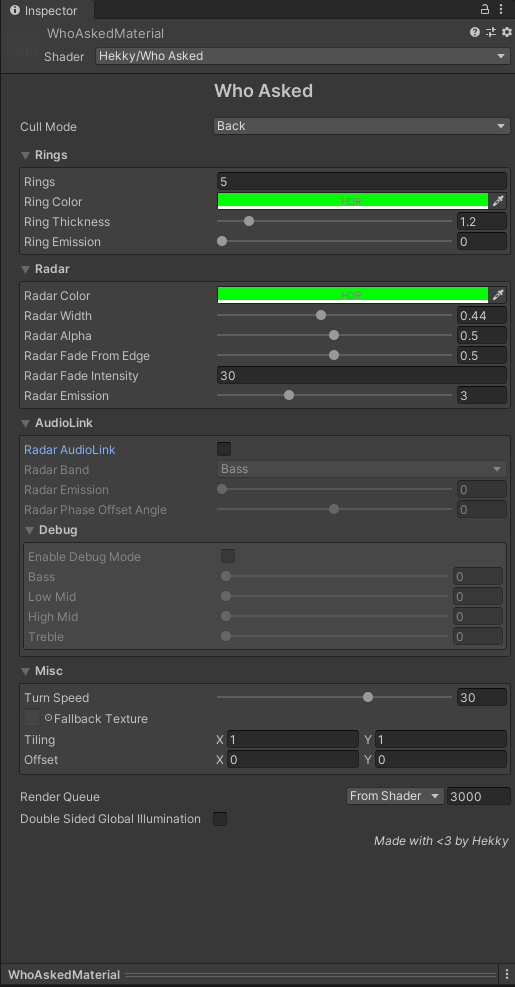 Inspector
WhoAskedMaterial
Shader Hekky/Who Asked
Who Asked
Cull Mode Back
Rings
Rings 5
Ring Color HDR
Ring Thickness 1.2
Ring Emission 0
Radar
Radar Color HDR
Radar Width 0.44
Radar Alpha 0.5
Radar Fade From Edge 0.5
Radar Fade Intensity 30
Radar Emission 3
AudioLink
Radar AudioLink
Radar Band Bass
Radar Emission 0
Radar Phase Offset Angle 0
Debug
Enable Debug Mode
Bass 0
Low Mid 0
High Mid 0
Treble 0
Misc
Turn Speed 30
Fallback Texture
Tiling X 1 Y 1
Offset X 0 Y 0
Render Queue From Shader 3000
Double Sided Global Illumination
Made with <3 by Hekky
WhoAskedMaterial